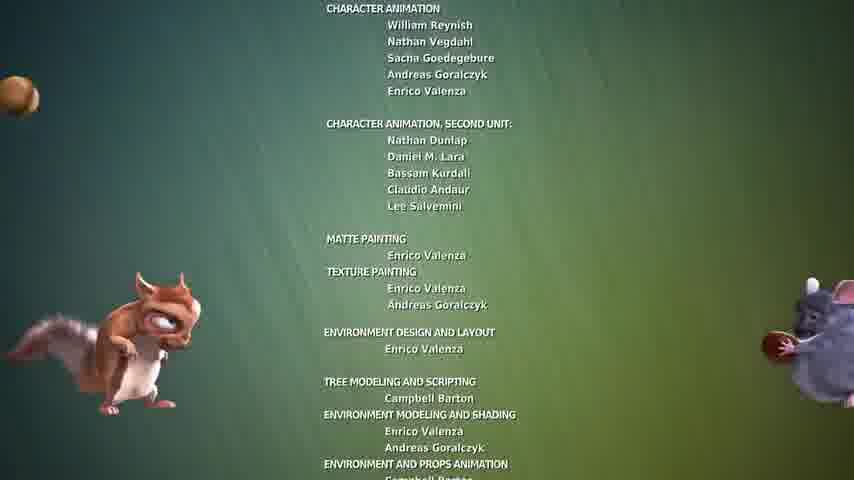 CHARACTER ANIMATION
William Reynish
Nathan Vegdahl
Sacha Goedegebure
Andreas Goralczyk
Enrico Valenza
CHARACTER ANIMATION, SECOND UNIT:
Nathan Dunlap
Daniel M. Lara
Bassam Kurdali
Claudio Andaur
Lee Salvemini
MATTE PAINTING
Enrico Valenza
TEXTURE PAINTING
Enrico Valenza
Andreas Goralczyk
ENVIRONMENT DESIGN AND LAYOUT
Enrico Valenza
TREE MODELING AND SCRIPTING
Campbell Barton
ENVIRONMENT MODELING AND SHADING
Enrico Valenza
Andreas Goralczyk
ENVIRONMENT AND PROPS ANIMATION
Campbell Barton